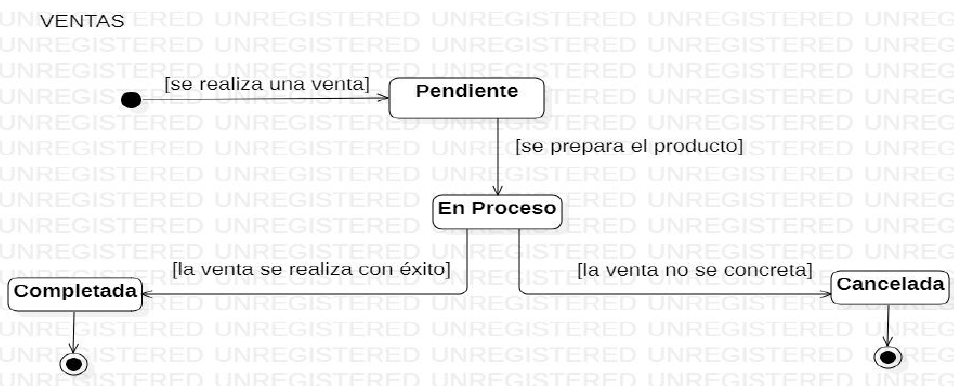 VENTAS
[se realiza una venta]
Pendiente
[se prepara el producto]
En Proceso
[la venta se realiza con éxito]
[la venta no se concreta]
Completada
Cancelada
UNREGISTERED